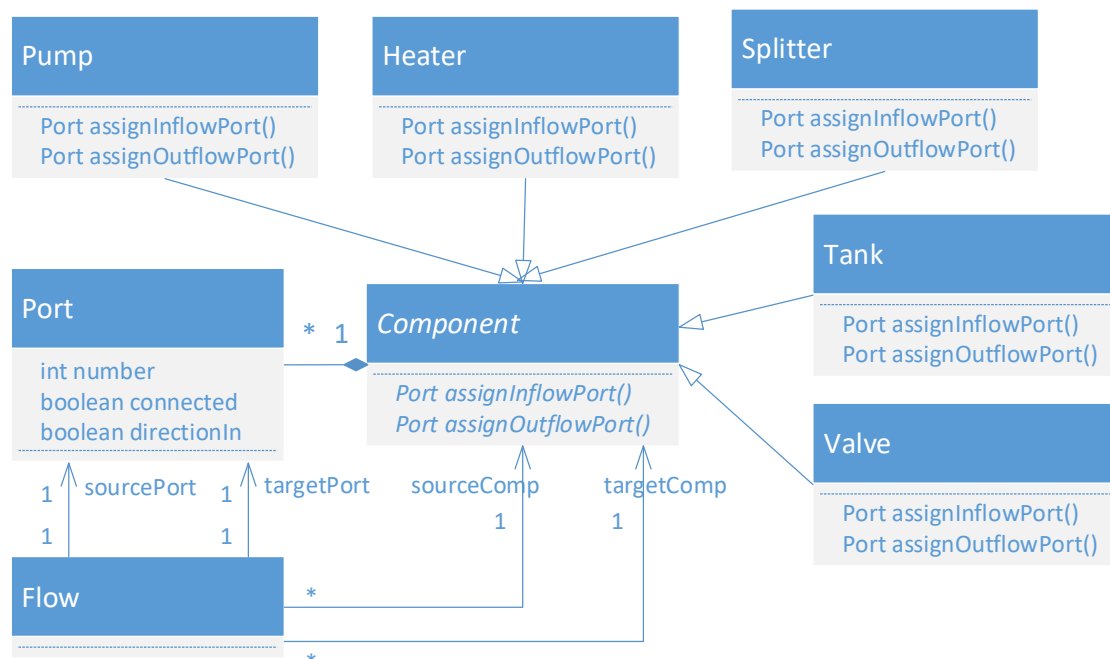 Pump
Port assignInflowPort()
Port assignOutflowPort()
Heater
Port assignInflowPort()
Port assignOutflowPort()
Splitter
Port assignInflowPort()
Port assignOutflowPort()
Tank
Port assignInflowPort()
Port assignOutflowPort()
Port
int number
boolean connected
boolean directionIn
* 1
Component
Port assignInflowPort()
Port assignOutflowPort()
Valve
Port assignInflowPort()
Port assignOutflowPort()
1 sourcePort
1 targetPort
sourceComp
1
targetComp
1
1
1
Flow
*
*